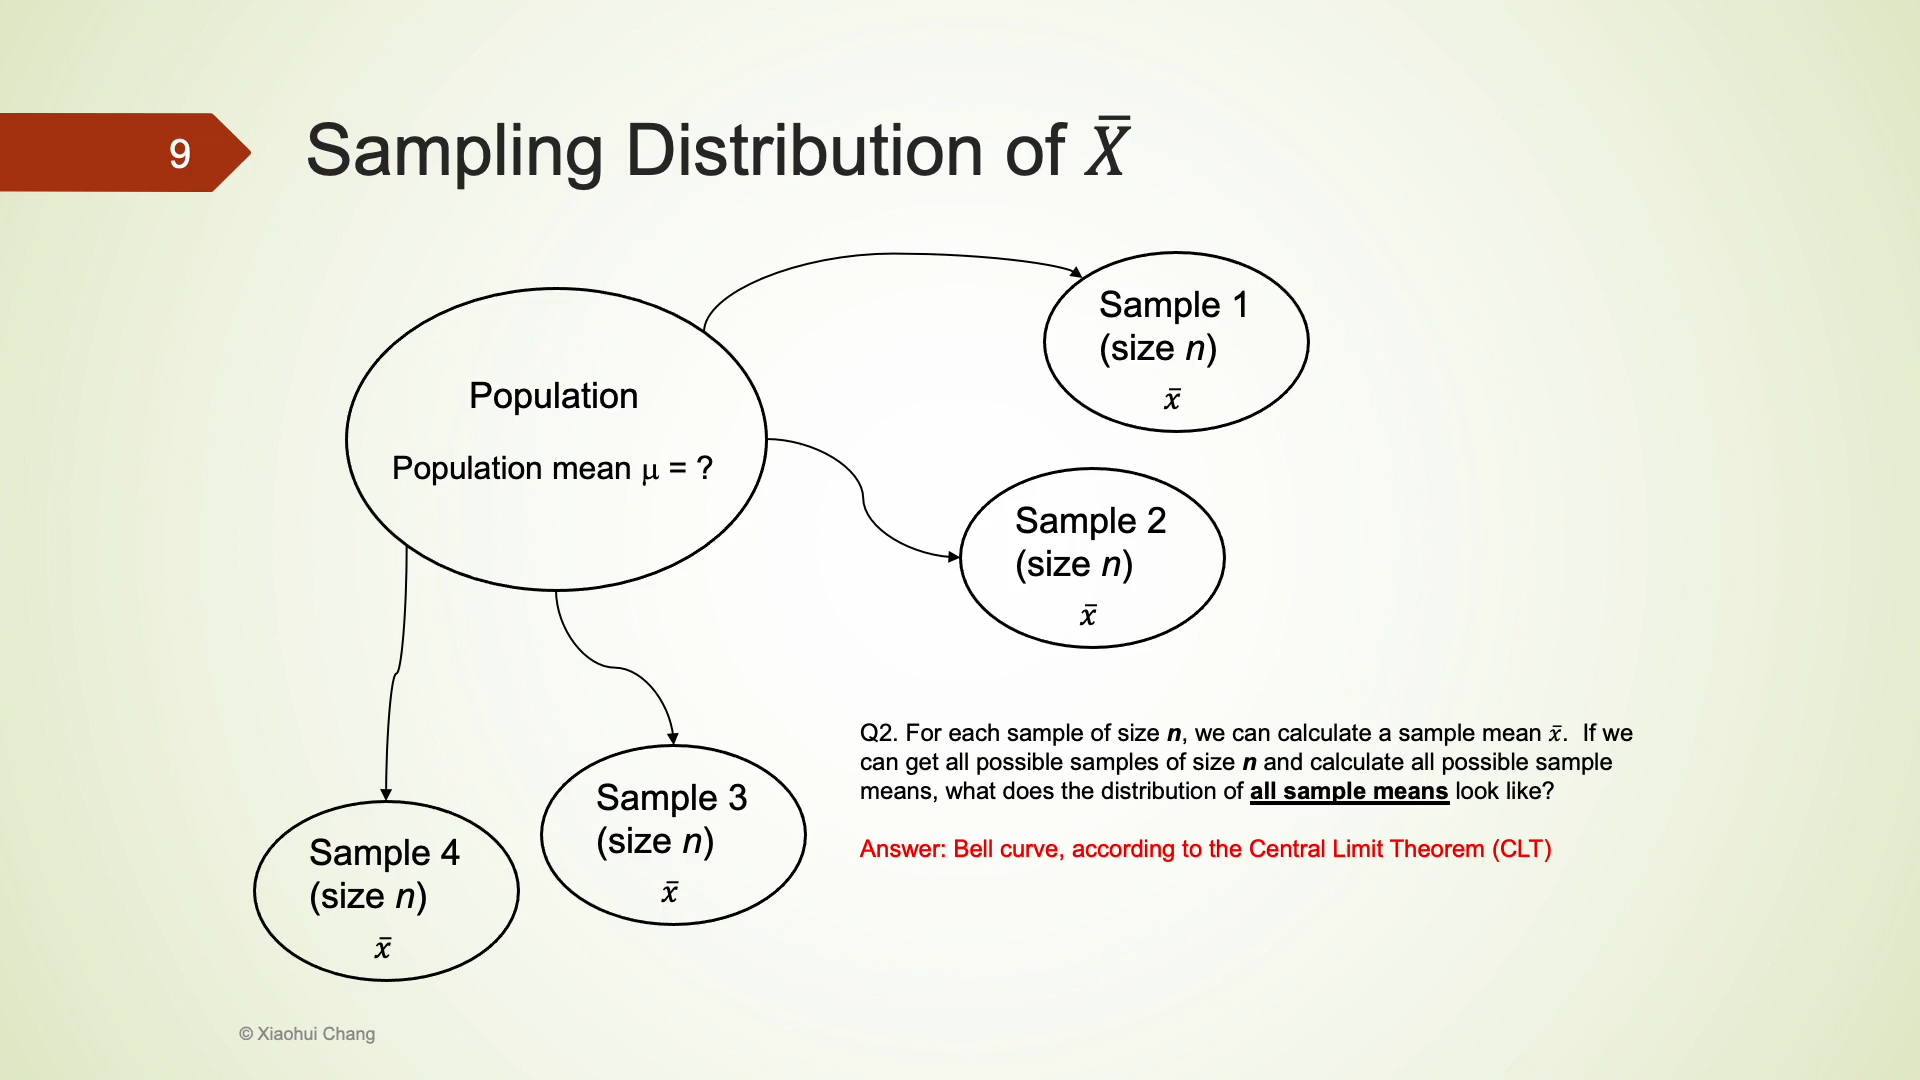 9
Sampling Distribution of X̄
Population
Population mean μ = ?
Sample 1
(size n)
x̄
Sample 2
(size n)
x̄
Sample 3
(size n)
x̄
Sample 4
(size n)
x̄
Q2. For each sample of size n, we can calculate a sample mean x̄.  If we
can get all possible samples of size n and calculate all possible sample
means, what does the distribution of all sample means look like?
Answer: Bell curve, according to the Central Limit Theorem (CLT)
© Xiaohui Chang